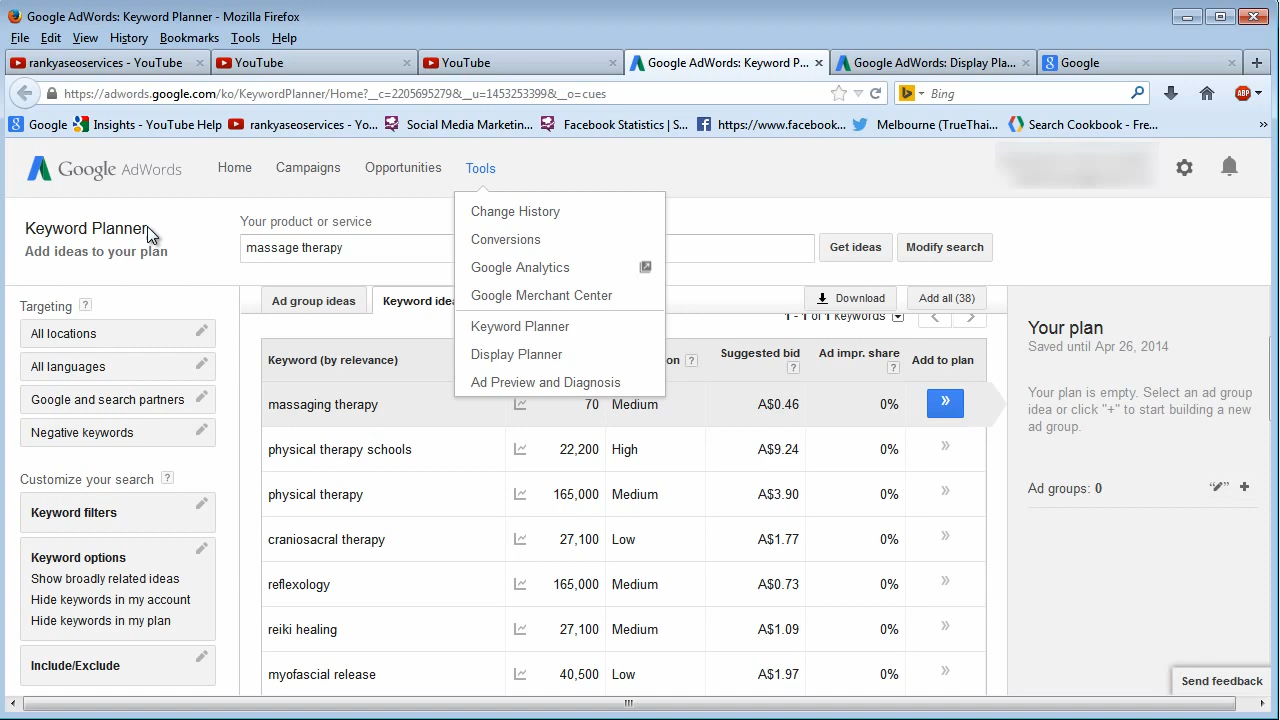 Google AdWords: Keyword Planner - Mozilla Firefox
File Edit View History Bookmarks Tools Help
rankyaseoservices - YouTube
YouTube
YouTube
Google AdWords: Keyword P...
Google AdWords: Display Pla...
Google
https://adwords.google.com/ko/KeywordPlanner/Home?__c=2205695279&__u=1453253399&__o=cues
Bing
ABP
Google Insights - YouTube Help rankyaseoservices - Yo... Social Media Marketin... Facebook Statistics | S... https://www.facebook... Melbourne (TrueThai... Search Cookbook - Fre...
Google AdWords
Home Campaigns Opportunities Tools
Change History
Conversions
Google Analytics
Google Merchant Center
Keyword Planner
Display Planner
Ad Preview and Diagnosis
Keyword Planner
Add ideas to your plan
Your product or service
massage therapy
Get ideas Modify search
Targeting ?
All locations
All languages
Google and search partners
Negative keywords
Customize your search ?
Keyword filters
Keyword options
Show broadly related ideas
Hide keywords in my account
Hide keywords in my plan
Include/Exclude
Ad group ideas Keyword idea
Download Add all (38)
1 - 1 of 1 keywords
Keyword (by relevance) on ? Suggested bid ? Ad impr. share ? Add to plan
massaging therapy 70 Medium A$0.46 0% »
physical therapy schools 22,200 High A$9.24 0% »
physical therapy 165,000 Medium A$3.90 0% »
craniosacral therapy 27,100 Low A$1.77 0% »
reflexology 165,000 Medium A$0.73 0% »
reiki healing 27,100 Medium A$1.09 0% »
myofascial release 40,500 Low A$1.97 0% »
Your plan
Saved until Apr 26, 2014
Your plan is empty. Select an ad group
idea or click "+" to start building a new
ad group.
Ad groups: 0
Send feedback